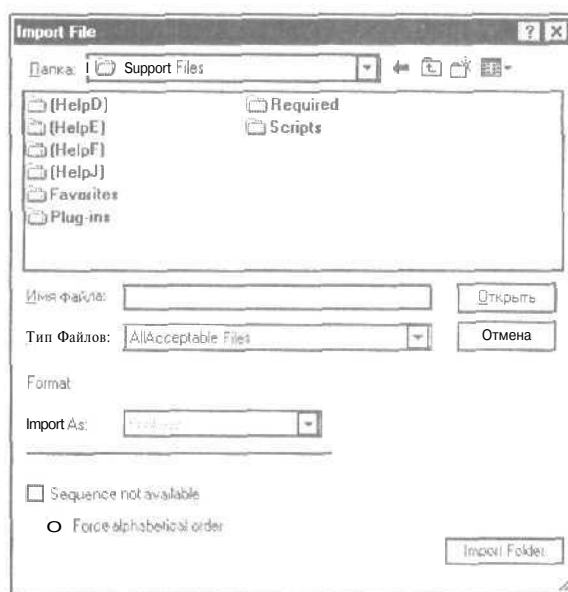 Import File
Папка: Support Files
(HelpD)
(HelpE)
(HelpF)
(HelpJ)
Favorites
Plug-ins
Required
Scripts
Имя файла:
Открыть
Тип Файлов: AllAcceptable Files
Отмена
Format
Import As:
Sequence not available
Force alphabetical order
Import Folder